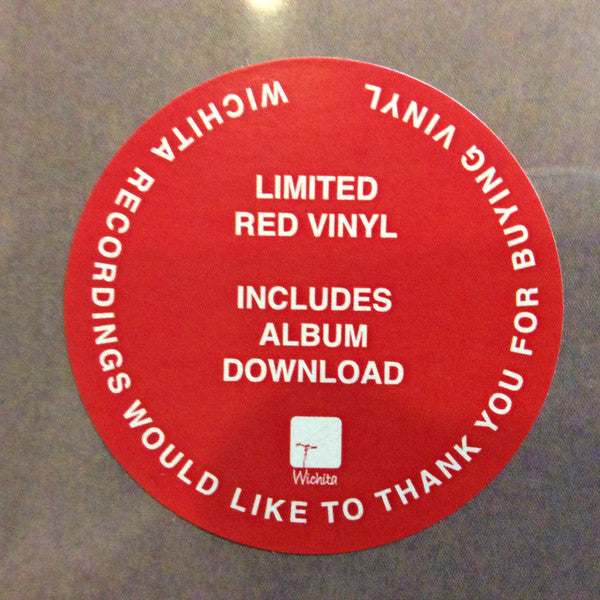 WICHITA RECORDINGS WOULD LIKE TO THANK YOU FOR BUYING VINYL
LIMITED
RED VINYL
INCLUDES
ALBUM
DOWNLOAD
Wichita